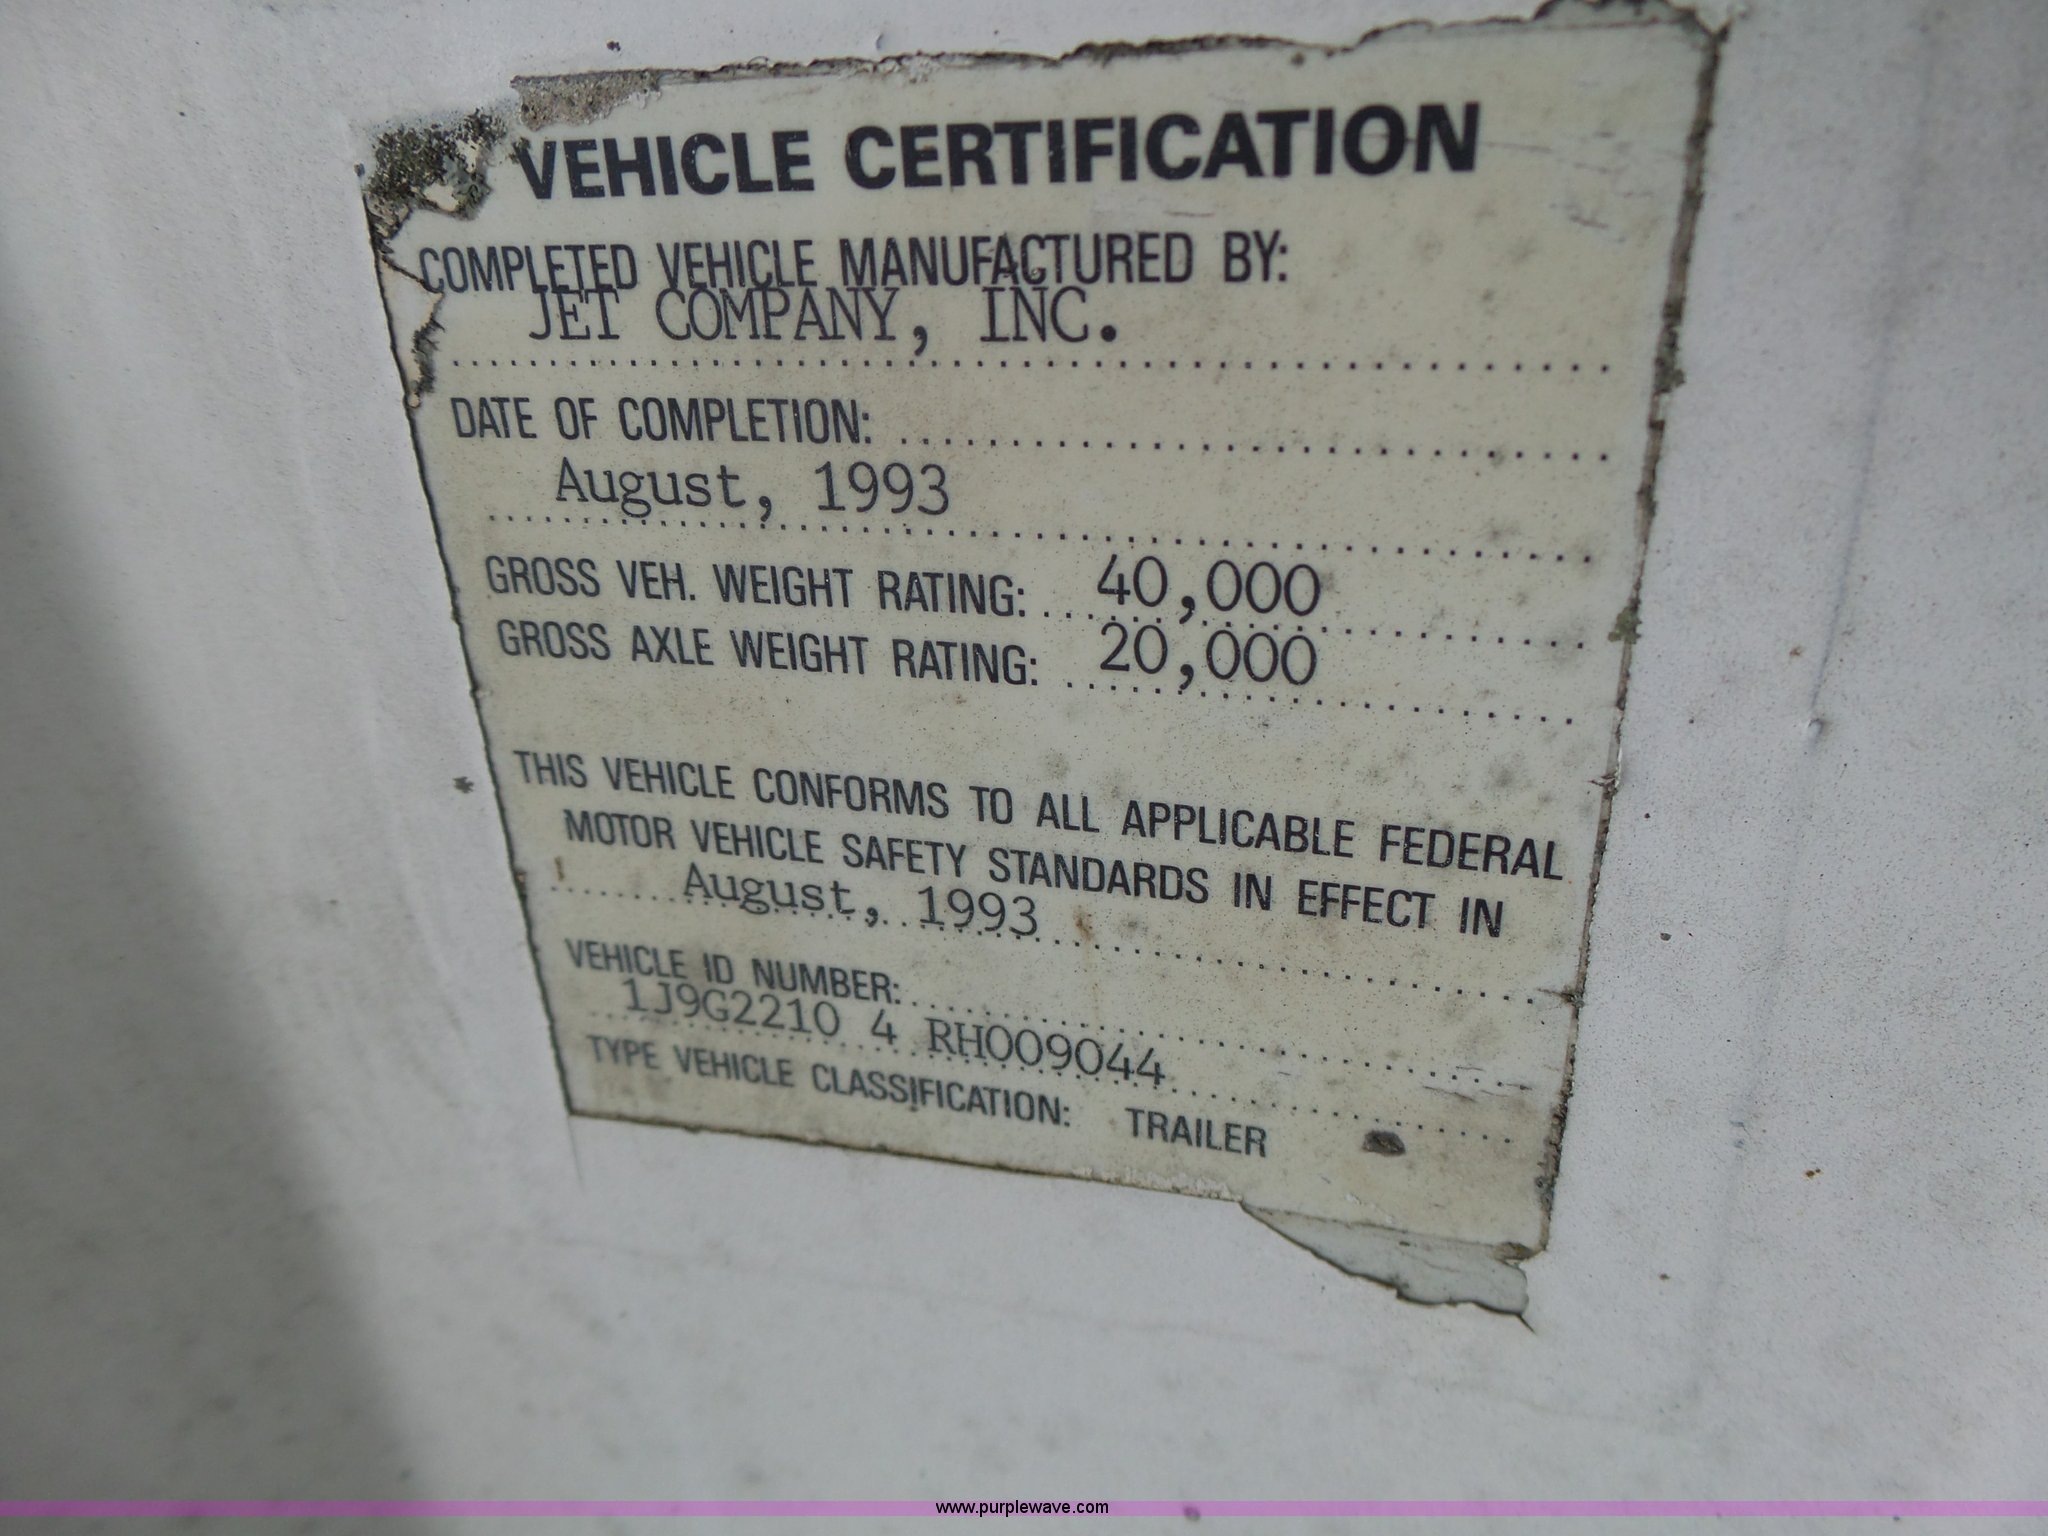 VEHICLE CERTIFICATION
COMPLETED VEHICLE MANUFACTURED BY:
JET COMPANY, INC.
DATE OF COMPLETION:
August, 1993
GROSS VEH. WEIGHT RATING: 40,000
GROSS AXLE WEIGHT RATING: 20,000
THIS VEHICLE CONFORMS TO ALL APPLICABLE FEDERAL
MOTOR VEHICLE SAFETY STANDARDS IN EFFECT IN
August, 1993
VEHICLE ID NUMBER:
1J9G2210 4 RH009044
TYPE VEHICLE CLASSIFICATION: TRAILER
www.purplewave.com